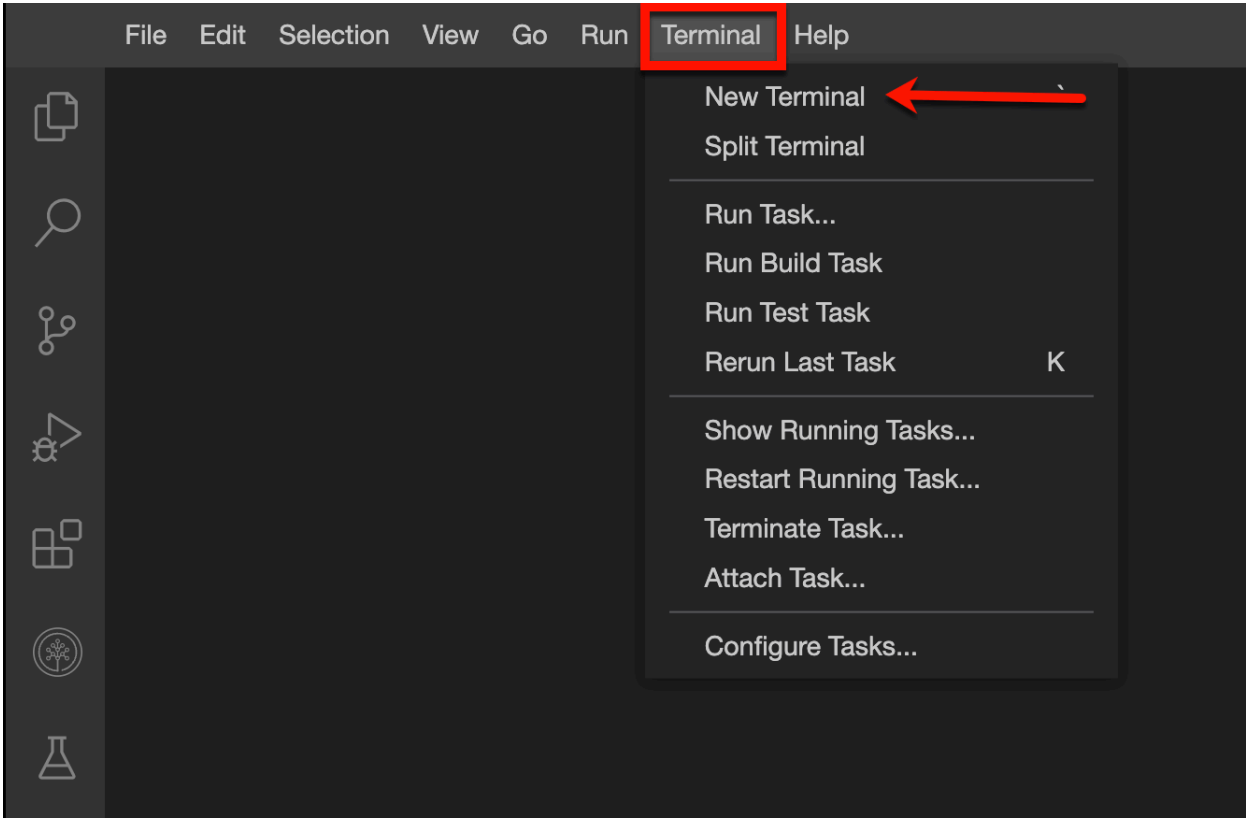 File Edit Selection View Go Run Terminal Help
New Terminal `
Split Terminal
Run Task...
Run Build Task
Run Test Task
Rerun Last Task K
Show Running Tasks...
Restart Running Task...
Terminate Task...
Attach Task...
Configure Tasks...